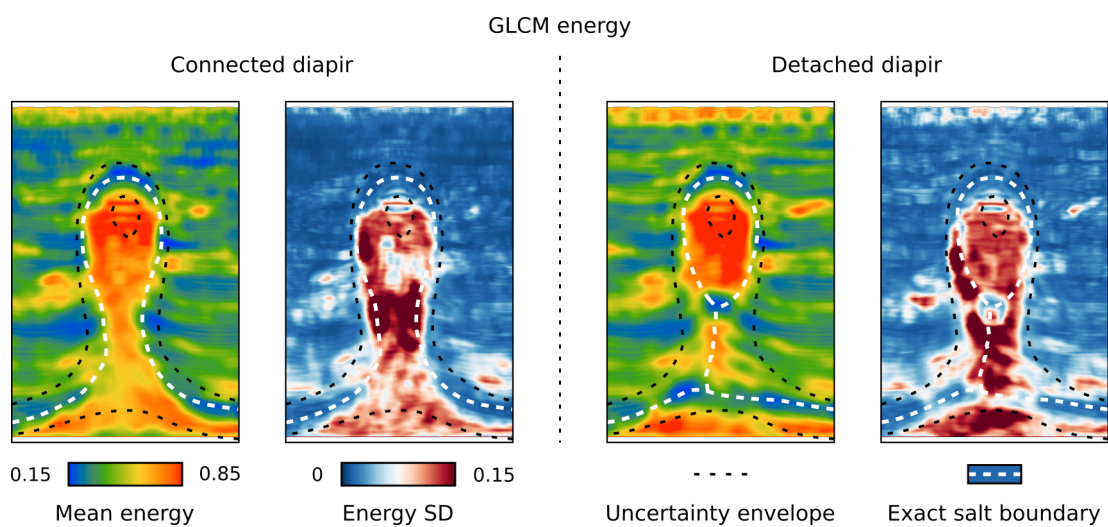 GLCM energy
Connected diapir
Detached diapir
0.15 0.85 0 0.15
Mean energy Energy SD Uncertainty envelope Exact salt boundary